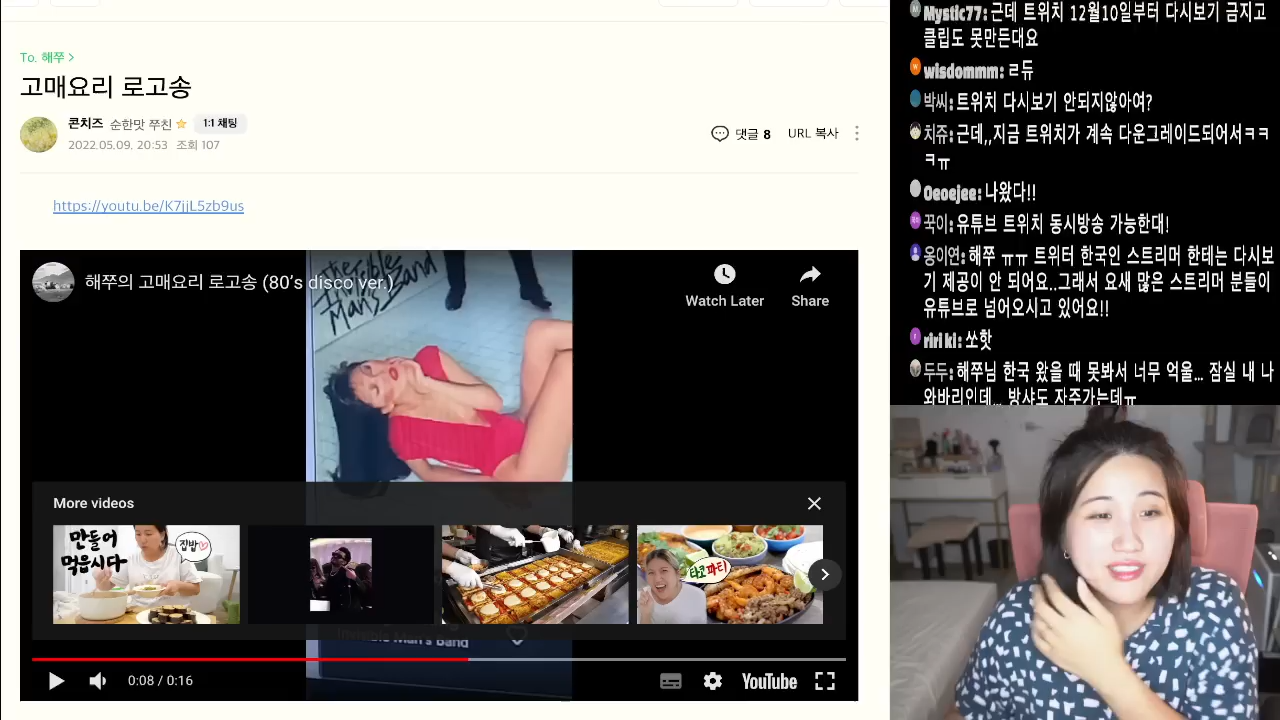 To. 해쭈 >
고매요리 로고송
콘치즈 순한맛 쭈친 1:1 채팅
2022.05.09. 20:53 조회 107
댓글 8 URL 복사
https://youtu.be/K7jjL5zb9us
해쭈의 고매요리 로고송 (80's disco ver.)
Watch Later
Share
The Invisible
Man's Band
More videos
만들어
먹읍시다
집밥
타코파티
Invisible Man's Band
0:08 / 0:16
YouTube
Mystic77: 근데 트위치 12월10일부터 다시보기 금지고
클립도 못만든대요
wisdommm: ㄹ듀
박씨: 트위치 다시보기 안되지않아여?
치쥬: 근데,,지금 트위치가 계속 다운그레이드되어서ㅋㅋ
ㅋㅠ
Oeoejee: 나왔다!!
꾹이: 유튜브 트위치 동시방송 가능한대!
옹이연: 해쭈 ㅠㅠ 트위터 한국인 스트리머 한테는 다시보
기 제공이 안 되어요..그래서 요새 많은 스트리머 분들이
유튜브로 넘어오시고 있어요!!
riri ki: 쏘핫
두두: 해쭈님 한국 왔을 때 못봐서 너무 억울... 잠실 내 나
와바리인데... 방샤도 자주가는데ㅠ